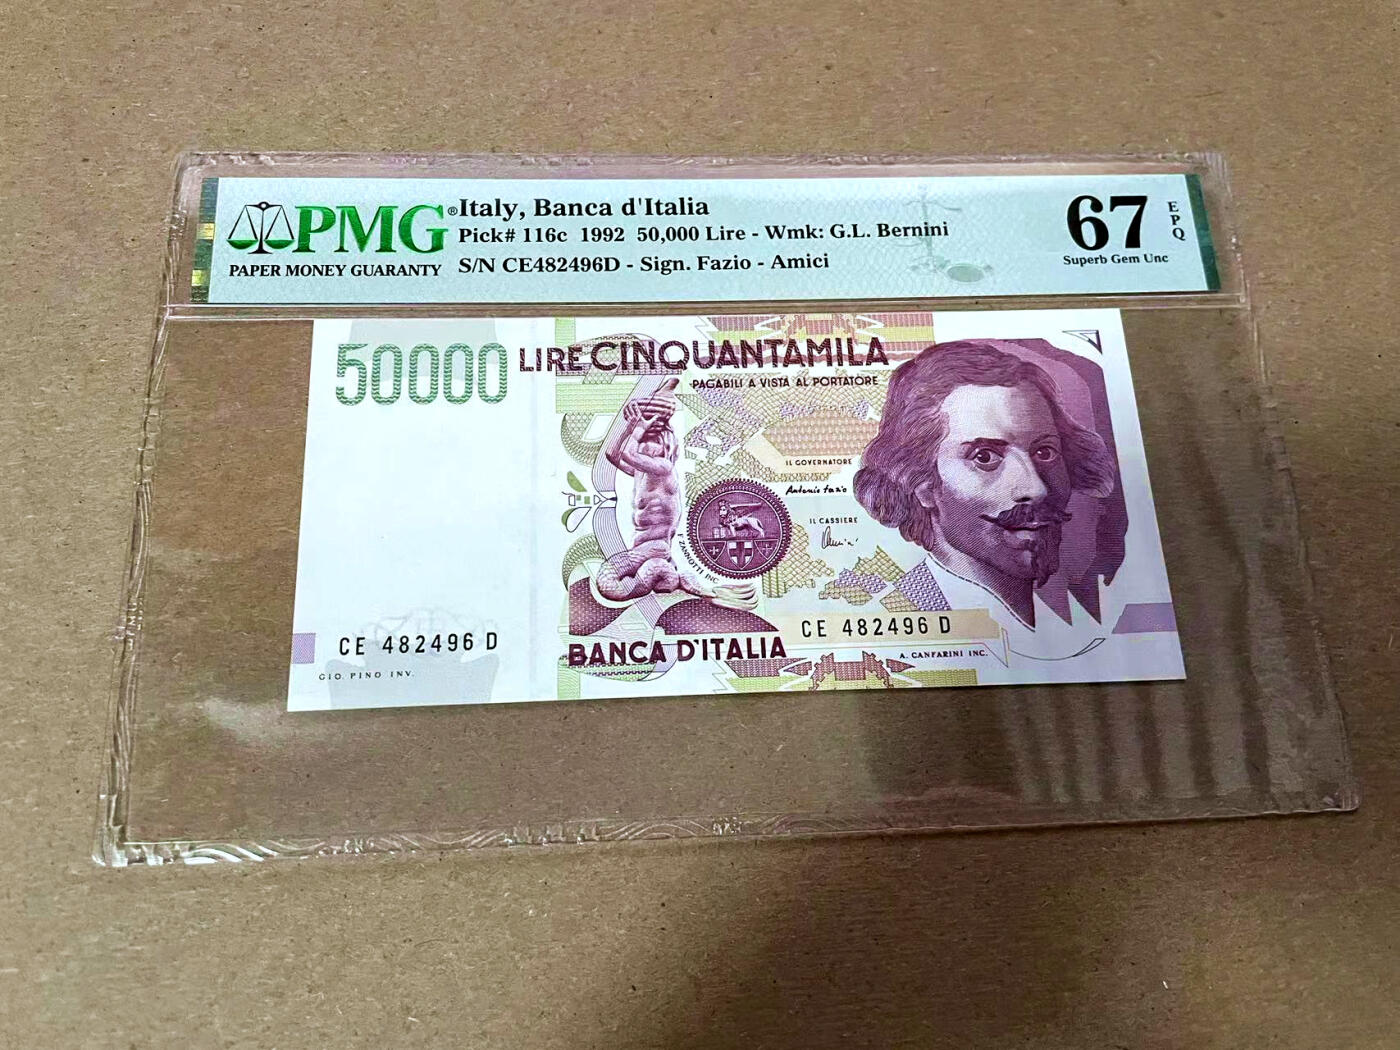 PMG®
PAPER MONEY GUARANTY
Italy, Banca d'Italia
Pick# 116c 1992 50,000 Lire - Wmk: G.L. Bernini
S/N CE482496D - Sign. Fazio - Amici
67
EPQ
Superb Gem Unc
50000
LIRE CINQUANTAMILA
PAGABILI A VISTA AL PORTATORE
IL GOVERNATORE
Antonio Fazio
IL CASSIERE
F. ZANNOTTI INC.
CE 482496 D
CE 482496 D
BANCA D'ITALIA
GIO. PINO INV.
A. CANFARINI INC.